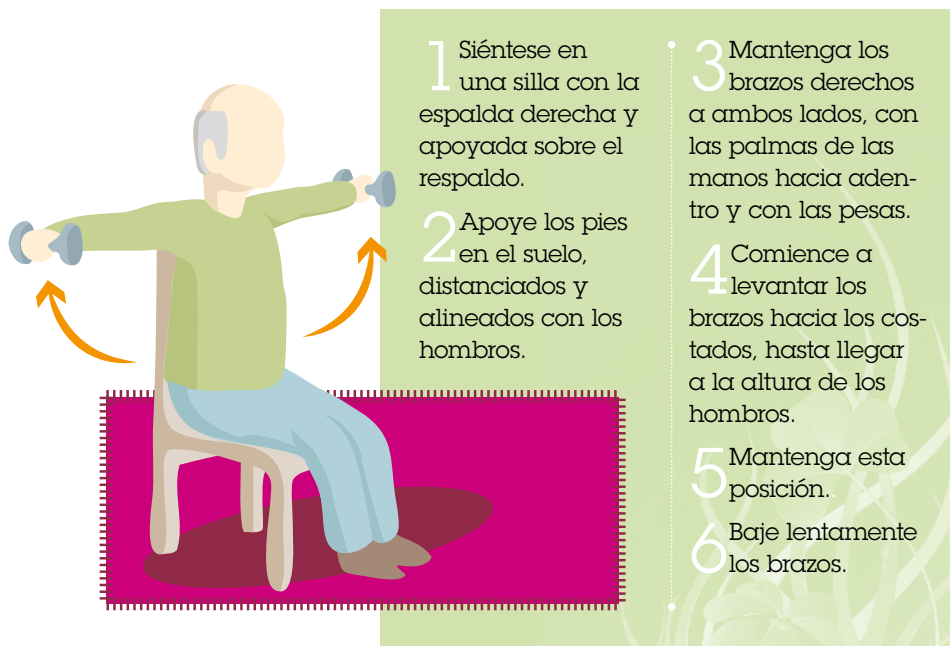 1 Siéntese en
una silla con la
espalda derecha y
apoyada sobre el
respaldo.
2 Apoye los pies
en el suelo,
distanciados y
alineados con los
hombros.
3 Mantenga los
brazos derechos
a ambos lados, con
las palmas de las
manos hacia aden-
tro y con las pesas.
4 Comience a
levantar los
brazos hacia los cos-
tados, hasta llegar
a la altura de los
hombros.
5 Mantenga esta
posición.
6 Baje lentamente
los brazos.